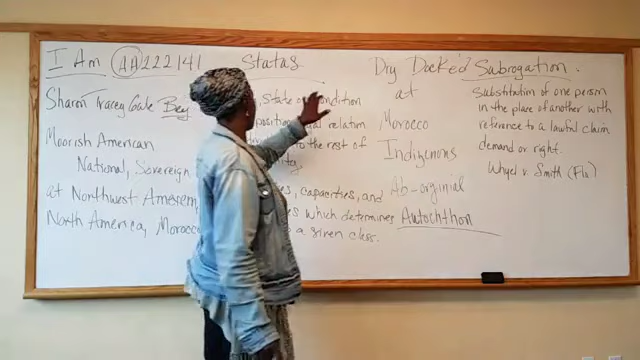 I Am AA222141
Sharon Tracey Gale Bey
Moorish American
National, Sovereign
at Northwest Amexem
North America, Morocco
Status
State or condition
position legal relation
to the rest of
capacities, and
which determines
to a given class.
Dry Docked
at
Morocco
Indigenous
Ab-orginial
Autochthon
Subrogation.
Substitution of one person
in the place of another with
reference to a lawful claim
demand or right.
v. Smith (Fla)